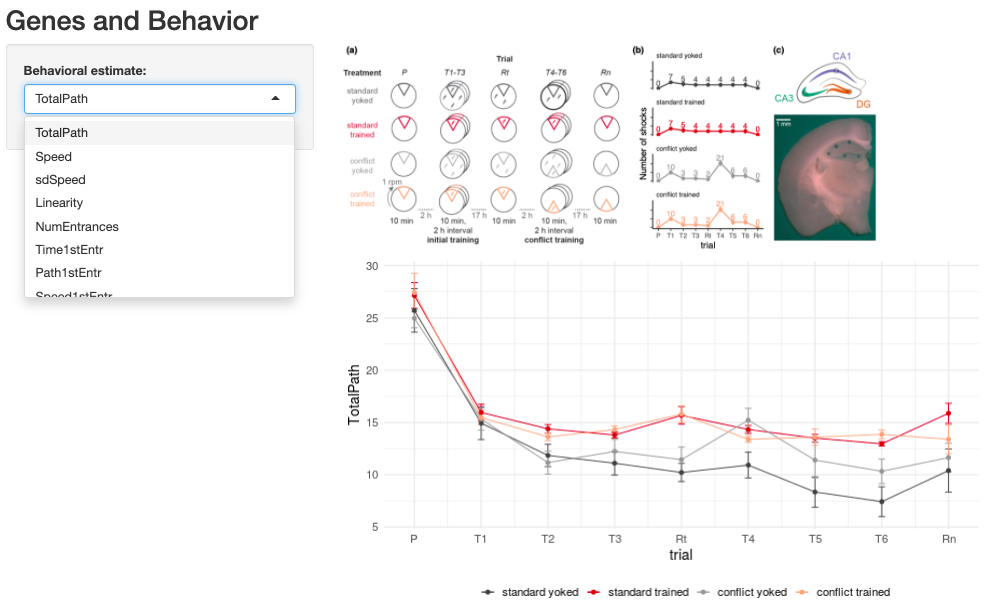 Genes and Behavior
Behavioral estimate:
TotalPath
TotalPath
Speed
sdSpeed
Linearity
NumEntrances
Time1stEntr
Path1stEntr
Speed1stEntr
(a)
Trial
Treatment P T1-T3 Rt T4-T6 Rn
standard
yoked
standard
trained
conflict
yoked
1 rpm
conflict
trained
2 h 17 h 2 h 17 h
10 min 10 min, 10 min 10 min, 10 min
2 h interval 2 h interval
initial training conflict training
(b)
Number of shocks
standard yoked
0 7 5 4 4 4 4 4 0
standard trained
0 7 5 4 4 4 4 4 0
conflict yoked
0 10 3 3 2 21 6 6 0
conflict trained
0 10 3 3 2 21 6 6 0
P T1 T2 T3 Rt T4 T5 T6 Rn
trial
(c)
CA1
CA3
DG
1 mm
TotalPath
30
25
20
15
10
5
P T1 T2 T3 Rt T4 T5 T6 Rn
trial
standard yoked standard trained conflict yoked conflict trained